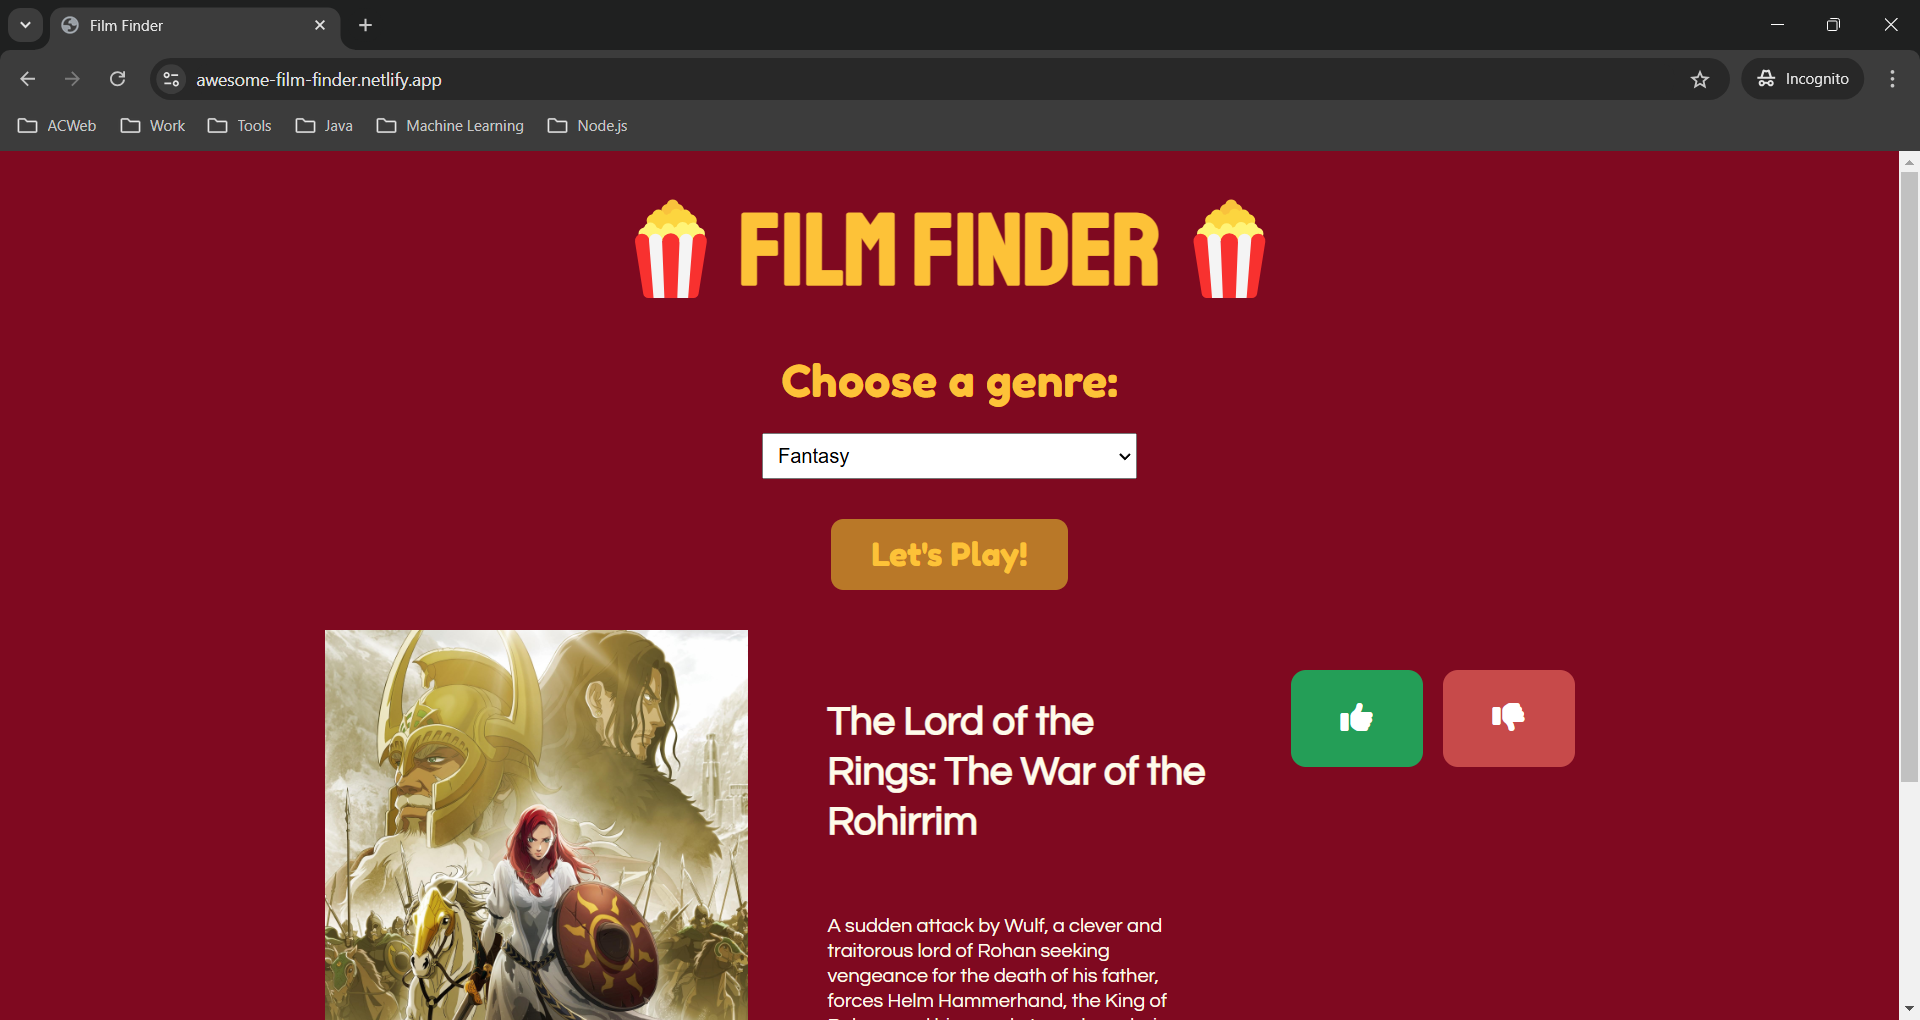 Film Finder
awesome-film-finder.netlify.app
Incognito
ACWeb Work Tools Java Machine Learning Node.js
FILM FINDER
Choose a genre:
Fantasy
Let's Play!
The Lord of the
Rings: The War of the
Rohirrim
A sudden attack by Wulf, a clever and
traitorous lord of Rohan seeking
vengeance for the death of his father,
forces Helm Hammerhand, the King of